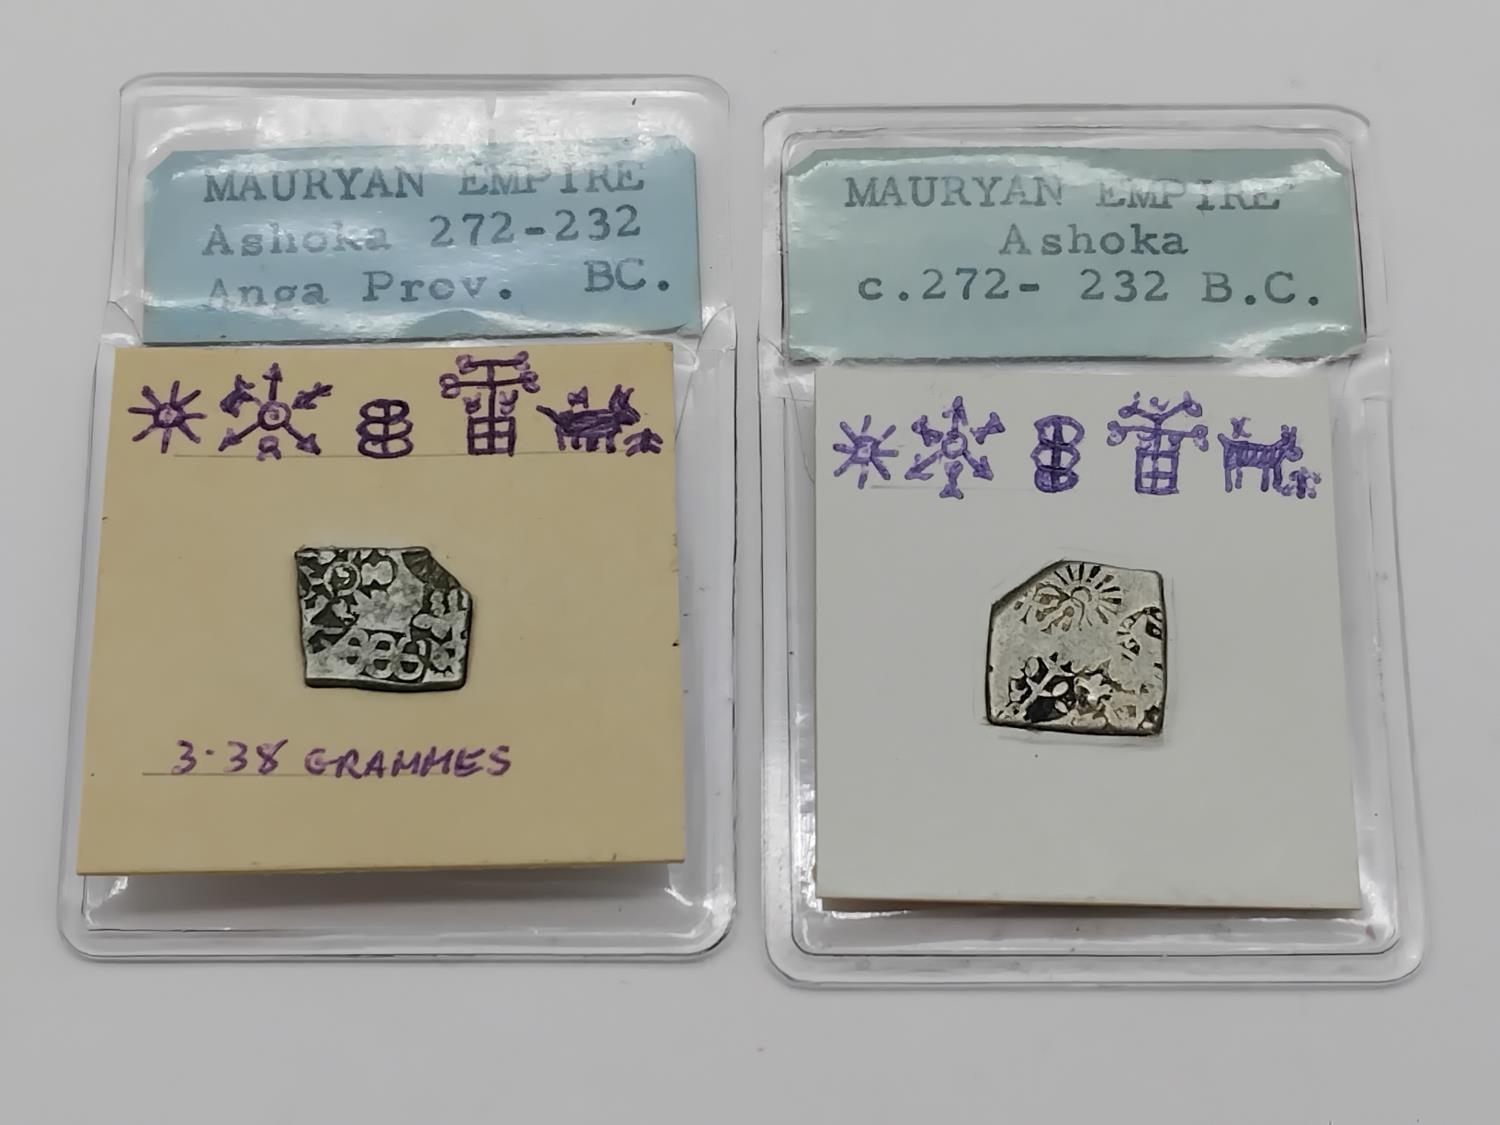 MAURYAN EMPIRE
Ashoka 272-232
Anga Prov. BC.
3.38 GRAMMES
MAURYAN EMPIRE
Ashoka
c.272- 232 B.C.